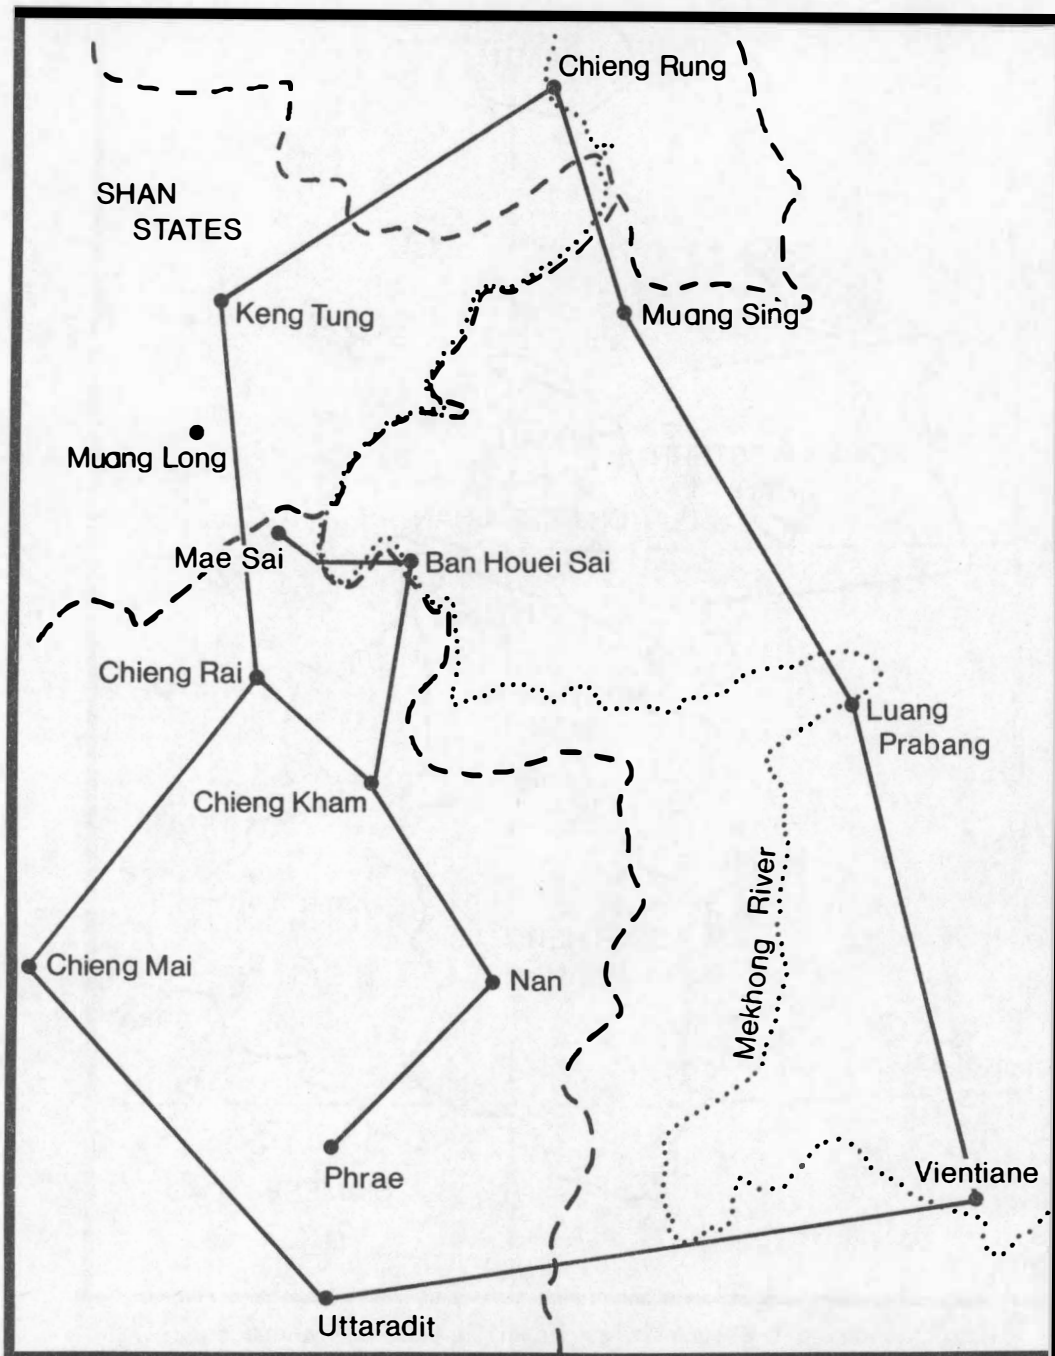 Chieng Rung
SHAN
STATES
Keng Tung
Muang Sing
Muang Long
Mae Sai
Ban Houei Sai
Chieng Rai
Luang
Prabang
Chieng Kham
Mekhong River
Chieng Mai
Nan
Phrae
Vientiane
Uttaradit